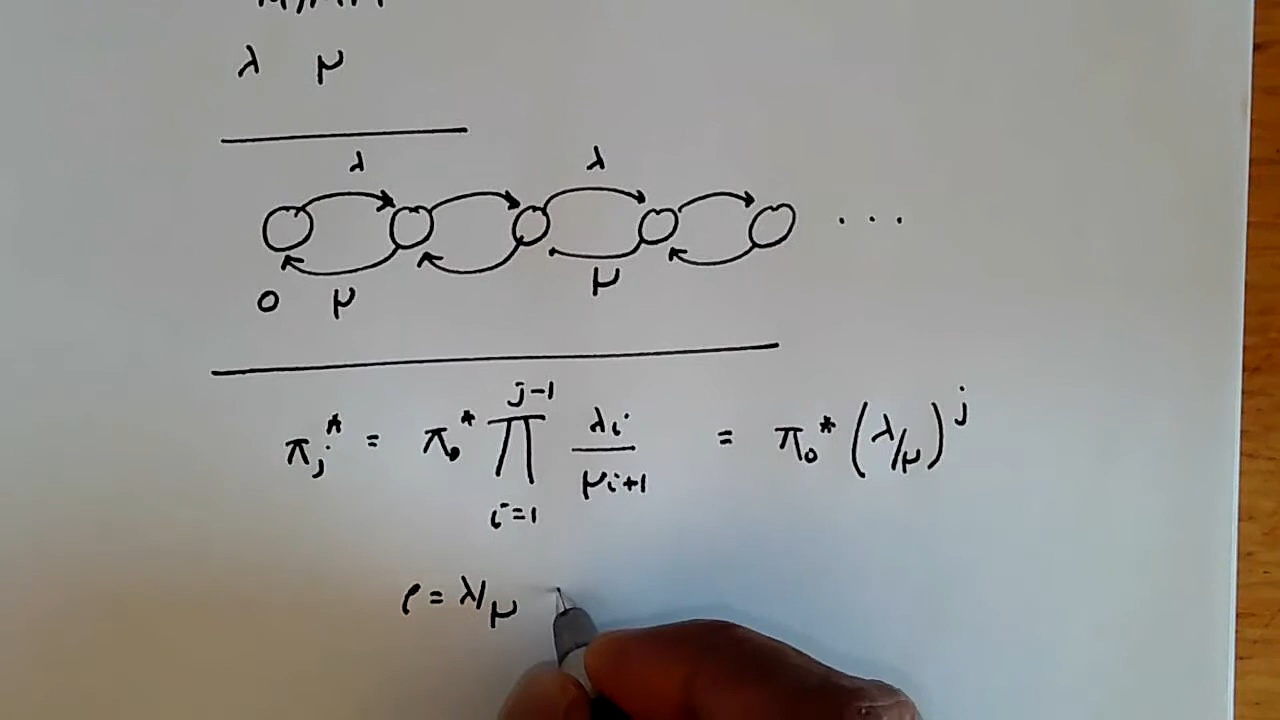 λ μ
λ λ
0 μ μ
π_j^* = π_0^* ∏_{i=1}^{j-1} λ_i / μ_{i+1} = π_0^* (λ/μ)^j
ρ = λ/μ